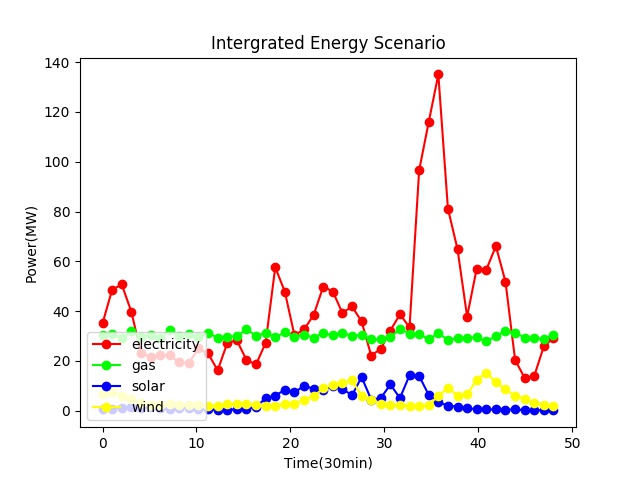 Intergrated Energy Scenario
140
120
100
80
60
40
20
0
Power(MW)
electricity
gas
solar
wind
0 10 20 30 40 50
Time(30min)